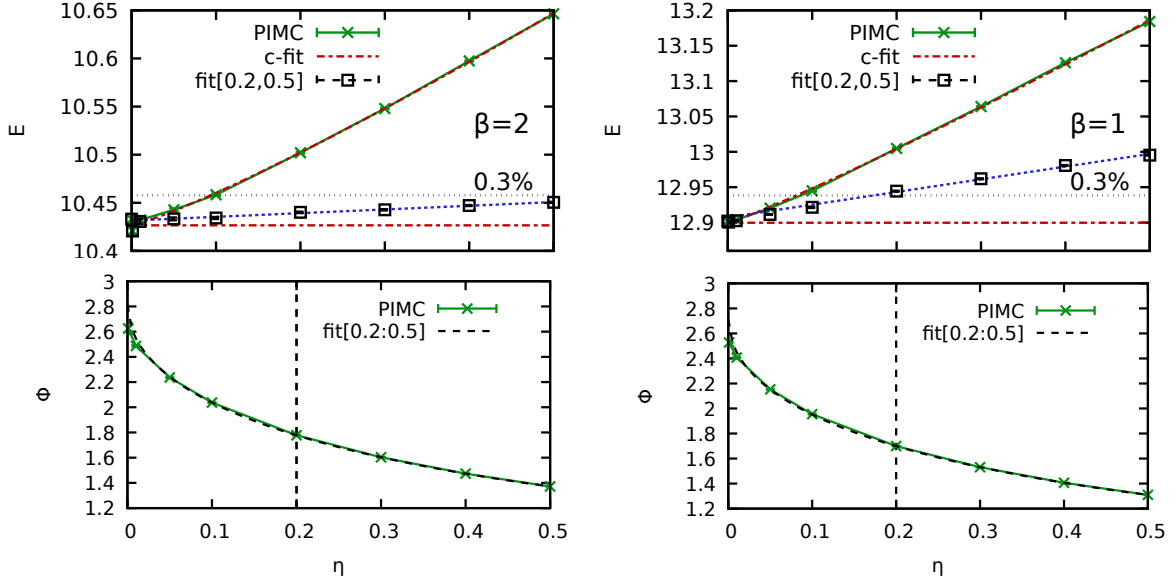 10.65
10.6
10.55
10.5
10.45
10.4
E
PIMC
c-fit
fit[0.2,0.5]
β=2
0.3%
13.2
13.15
13.1
13.05
13
12.95
12.9
E
PIMC
c-fit
fit[0.2,0.5]
β=1
0.3%
3
2.8
2.6
2.4
2.2
2
1.8
1.6
1.4
1.2
Φ
PIMC
fit[0.2:0.5]
0 0.1 0.2 0.3 0.4 0.5
η
3
2.8
2.6
2.4
2.2
2
1.8
1.6
1.4
1.2
Φ
PIMC
fit[0.2:0.5]
0 0.1 0.2 0.3 0.4 0.5
η